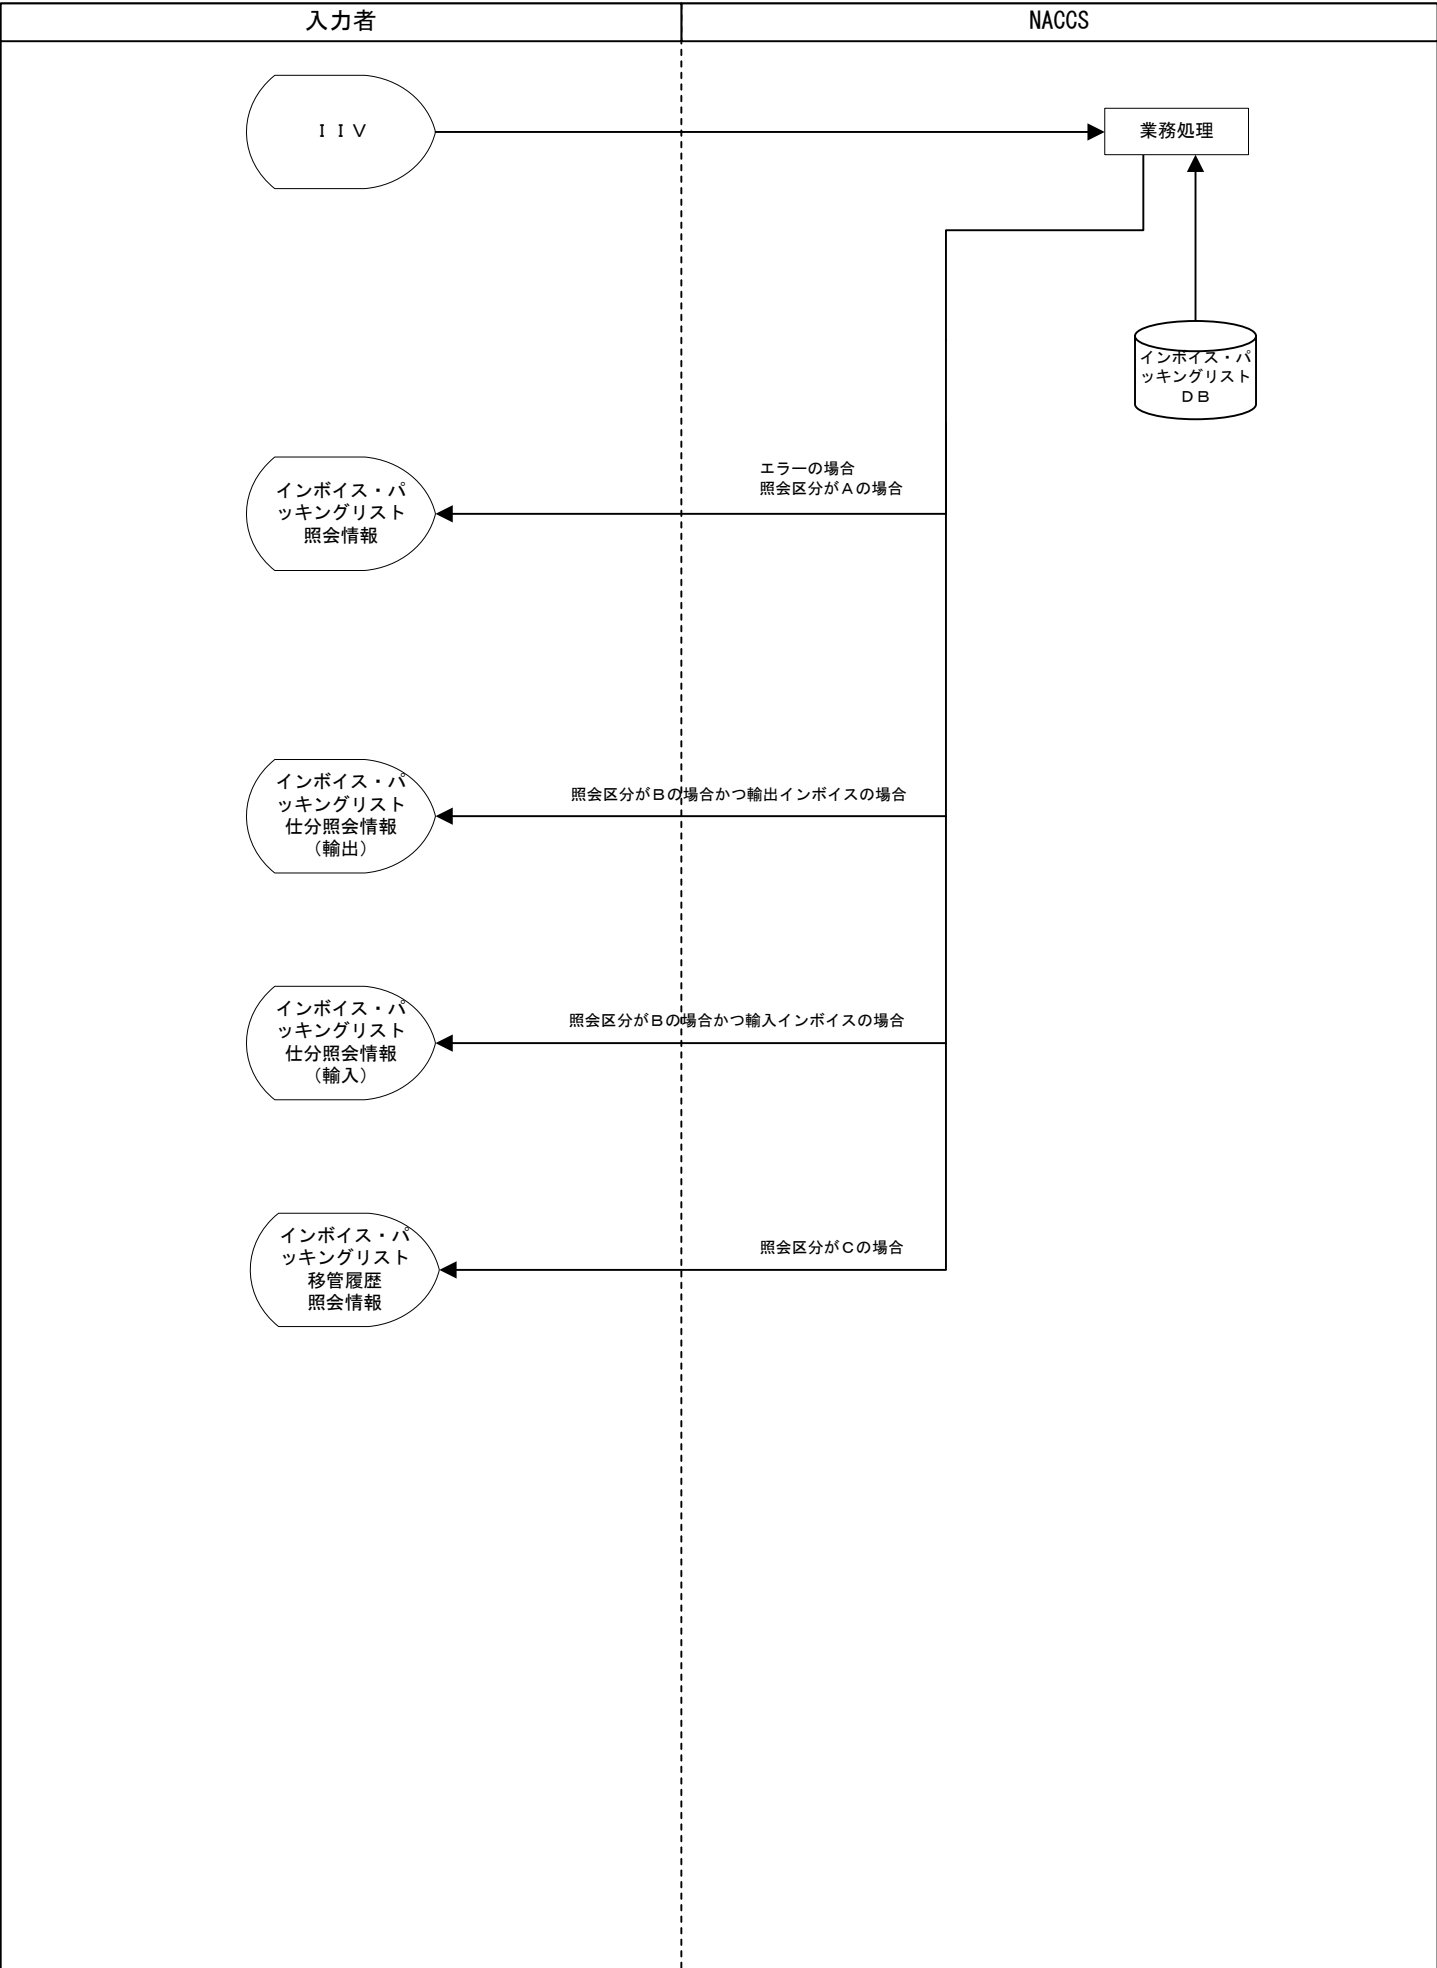 入力者
NACCS
ＩＩＶ
業務処理
インボイス・パ
ッキングリスト
ＤＢ
エラーの場合
照会区分がＡの場合
インボイス・パ
ッキングリスト
照会情報
照会区分がＢの場合かつ輸出インボイスの場合
インボイス・パ
ッキングリスト
仕分照会情報
（輸出）
照会区分がＢの場合かつ輸入インボイスの場合
インボイス・パ
ッキングリスト
仕分照会情報
（輸入）
照会区分がＣの場合
インボイス・パ
ッキングリスト
移管履歴
照会情報